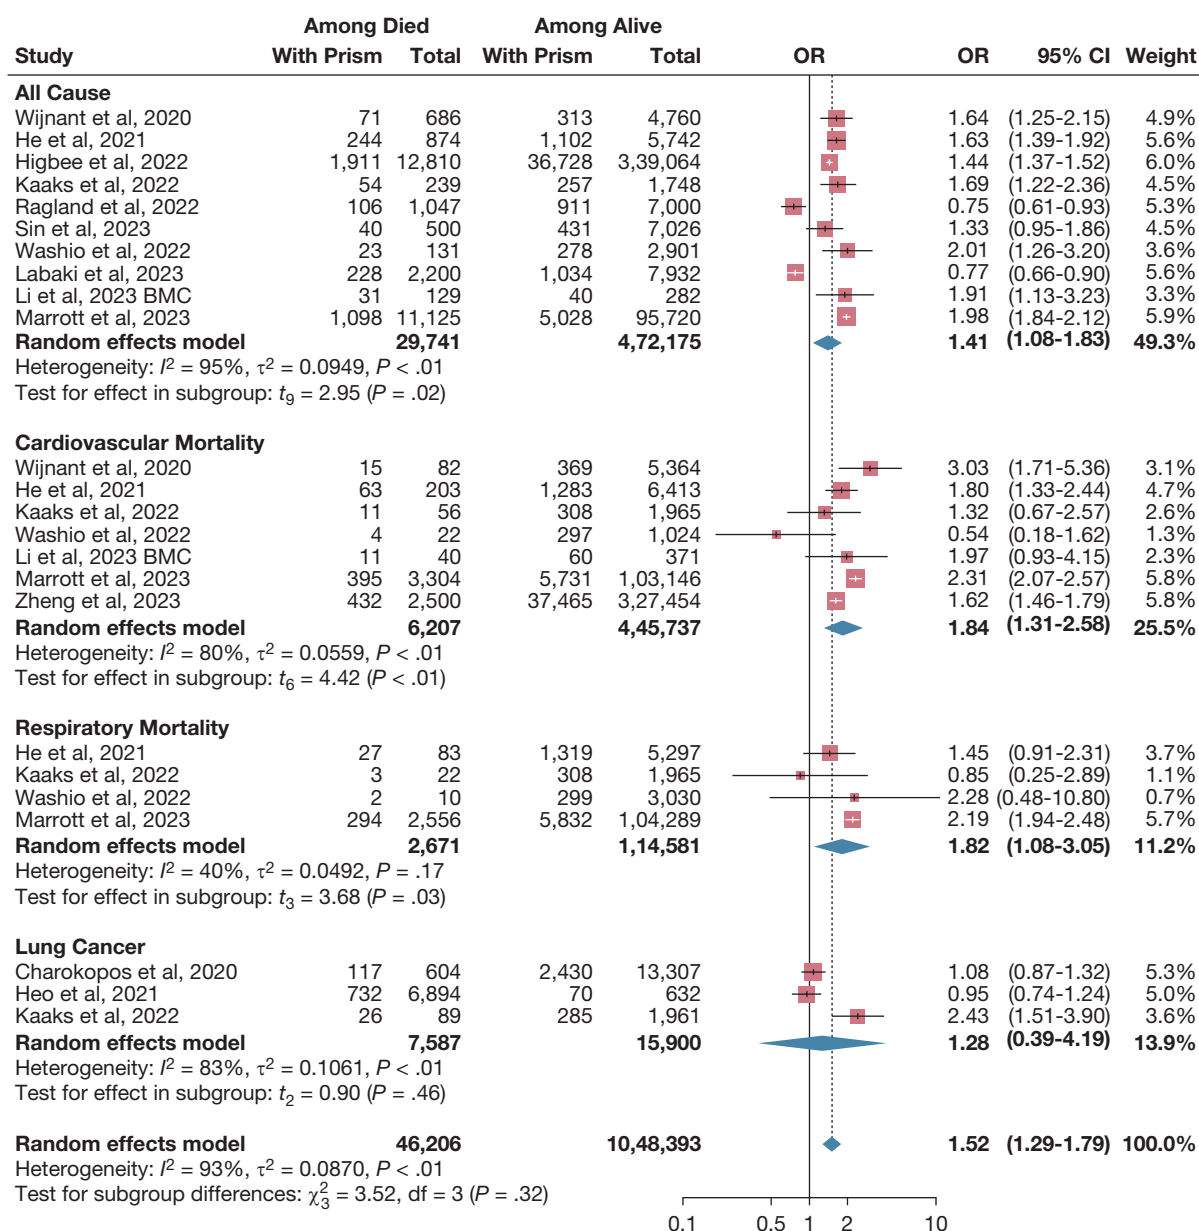 Among Died Among Alive
Study With Prism Total With Prism Total OR OR 95% CI Weight
All Cause
Wijnant et al, 2020 71 686 313 4,760 1.64 (1.25-2.15) 4.9%
He et al, 2021 244 874 1,102 5,742 1.63 (1.39-1.92) 5.6%
Higbee et al, 2022 1,911 12,810 36,728 3,39,064 1.44 (1.37-1.52) 6.0%
Kaaks et al, 2022 54 239 257 1,748 1.69 (1.22-2.36) 4.5%
Ragland et al, 2022 106 1,047 911 7,000 0.75 (0.61-0.93) 5.3%
Sin et al, 2023 40 500 431 7,026 1.33 (0.95-1.86) 4.5%
Washio et al, 2022 23 131 278 2,901 2.01 (1.26-3.20) 3.6%
Labaki et al, 2023 228 2,200 1,034 7,932 0.77 (0.66-0.90) 5.6%
Li et al, 2023 BMC 31 129 40 282 1.91 (1.13-3.23) 3.3%
Marrott et al, 2023 1,098 11,125 5,028 95,720 1.98 (1.84-2.12) 5.9%
Random effects model 29,741 4,72,175 1.41 (1.08-1.83) 49.3%
Heterogeneity: I² = 95%, τ² = 0.0949, P < .01
Test for effect in subgroup: t₉ = 2.95 (P = .02)
Cardiovascular Mortality
Wijnant et al, 2020 15 82 369 5,364 3.03 (1.71-5.36) 3.1%
He et al, 2021 63 203 1,283 6,413 1.80 (1.33-2.44) 4.7%
Kaaks et al, 2022 11 56 308 1,965 1.32 (0.67-2.57) 2.6%
Washio et al, 2022 4 22 297 1,024 0.54 (0.18-1.62) 1.3%
Li et al, 2023 BMC 11 40 60 371 1.97 (0.93-4.15) 2.3%
Marrott et al, 2023 395 3,304 5,731 1,03,146 2.31 (2.07-2.57) 5.8%
Zheng et al, 2023 432 2,500 37,465 3,27,454 1.62 (1.46-1.79) 5.8%
Random effects model 6,207 4,45,737 1.84 (1.31-2.58) 25.5%
Heterogeneity: I² = 80%, τ² = 0.0559, P < .01
Test for effect in subgroup: t₆ = 4.42 (P < .01)
Respiratory Mortality
He et al, 2021 27 83 1,319 5,297 1.45 (0.91-2.31) 3.7%
Kaaks et al, 2022 3 22 308 1,965 0.85 (0.25-2.89) 1.1%
Washio et al, 2022 2 10 299 3,030 2.28 (0.48-10.80) 0.7%
Marrott et al, 2023 294 2,556 5,832 1,04,289 2.19 (1.94-2.48) 5.7%
Random effects model 2,671 1,14,581 1.82 (1.08-3.05) 11.2%
Heterogeneity: I² = 40%, τ² = 0.0492, P = .17
Test for effect in subgroup: t₃ = 3.68 (P = .03)
Lung Cancer
Charokopos et al, 2020 117 604 2,430 13,307 1.08 (0.87-1.32) 5.3%
Heo et al, 2021 732 6,894 70 632 0.95 (0.74-1.24) 5.0%
Kaaks et al, 2022 26 89 285 1,961 2.43 (1.51-3.90) 3.6%
Random effects model 7,587 15,900 1.28 (0.39-4.19) 13.9%
Heterogeneity: I² = 83%, τ² = 0.1061, P < .01
Test for effect in subgroup: t₂ = 0.90 (P = .46)
Random effects model 46,206 10,48,393 1.52 (1.29-1.79) 100.0%
Heterogeneity: I² = 93%, τ² = 0.0870, P < .01
Test for subgroup differences: χ²₃ = 3.52, df = 3 (P = .32)
0.1 0.5 1 2 10